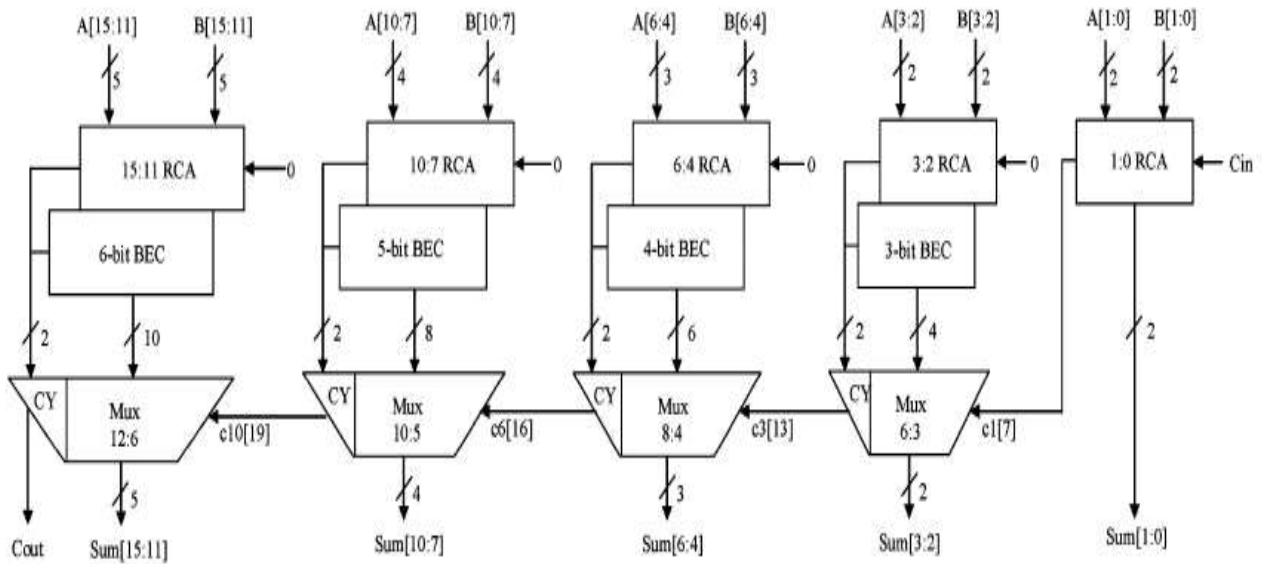 A[15:11] B[15:11] A[10:7] B[10:7] A[6:4] B[6:4] A[3:2] B[3:2] A[1:0] B[1:0]
5 5 4 4 3 3 2 2 2 2
15:11 RCA 0 10:7 RCA 0 6:4 RCA 0 3:2 RCA 0 1:0 RCA Cin
6-bit BEC 5-bit BEC 4-bit BEC 3-bit BEC
2 10 2 8 2 6 2 4 2
CY Mux CY Mux CY Mux CY Mux
12:6 c10[19] 10:5 c6[16] 8:4 c3[13] 6:3 c1[7]
5 4 3 2
Cout Sum[15:11] Sum[10:7] Sum[6:4] Sum[3:2] Sum[1:0]